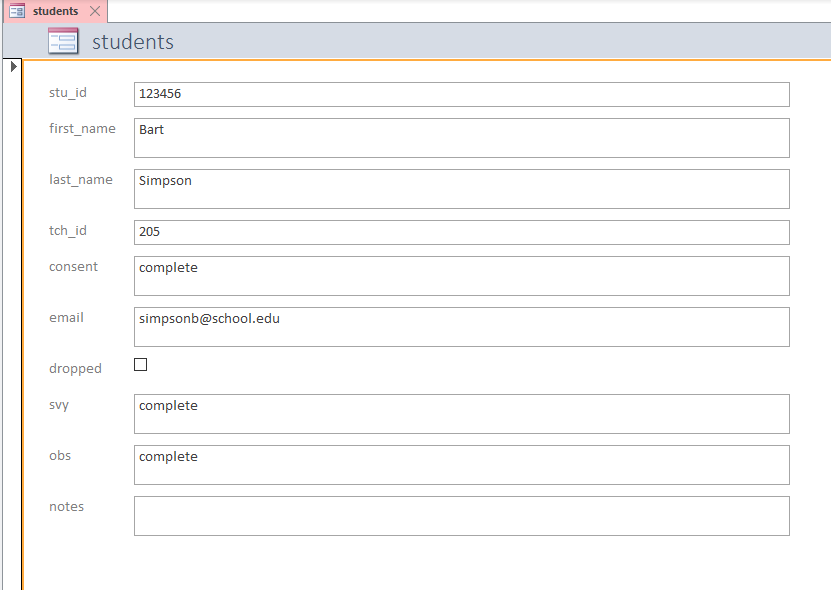 students
students
stu_id 123456
first_name Bart
last_name Simpson
tch_id 205
consent complete
email simpsonb@school.edu
dropped
svy complete
obs complete
notes